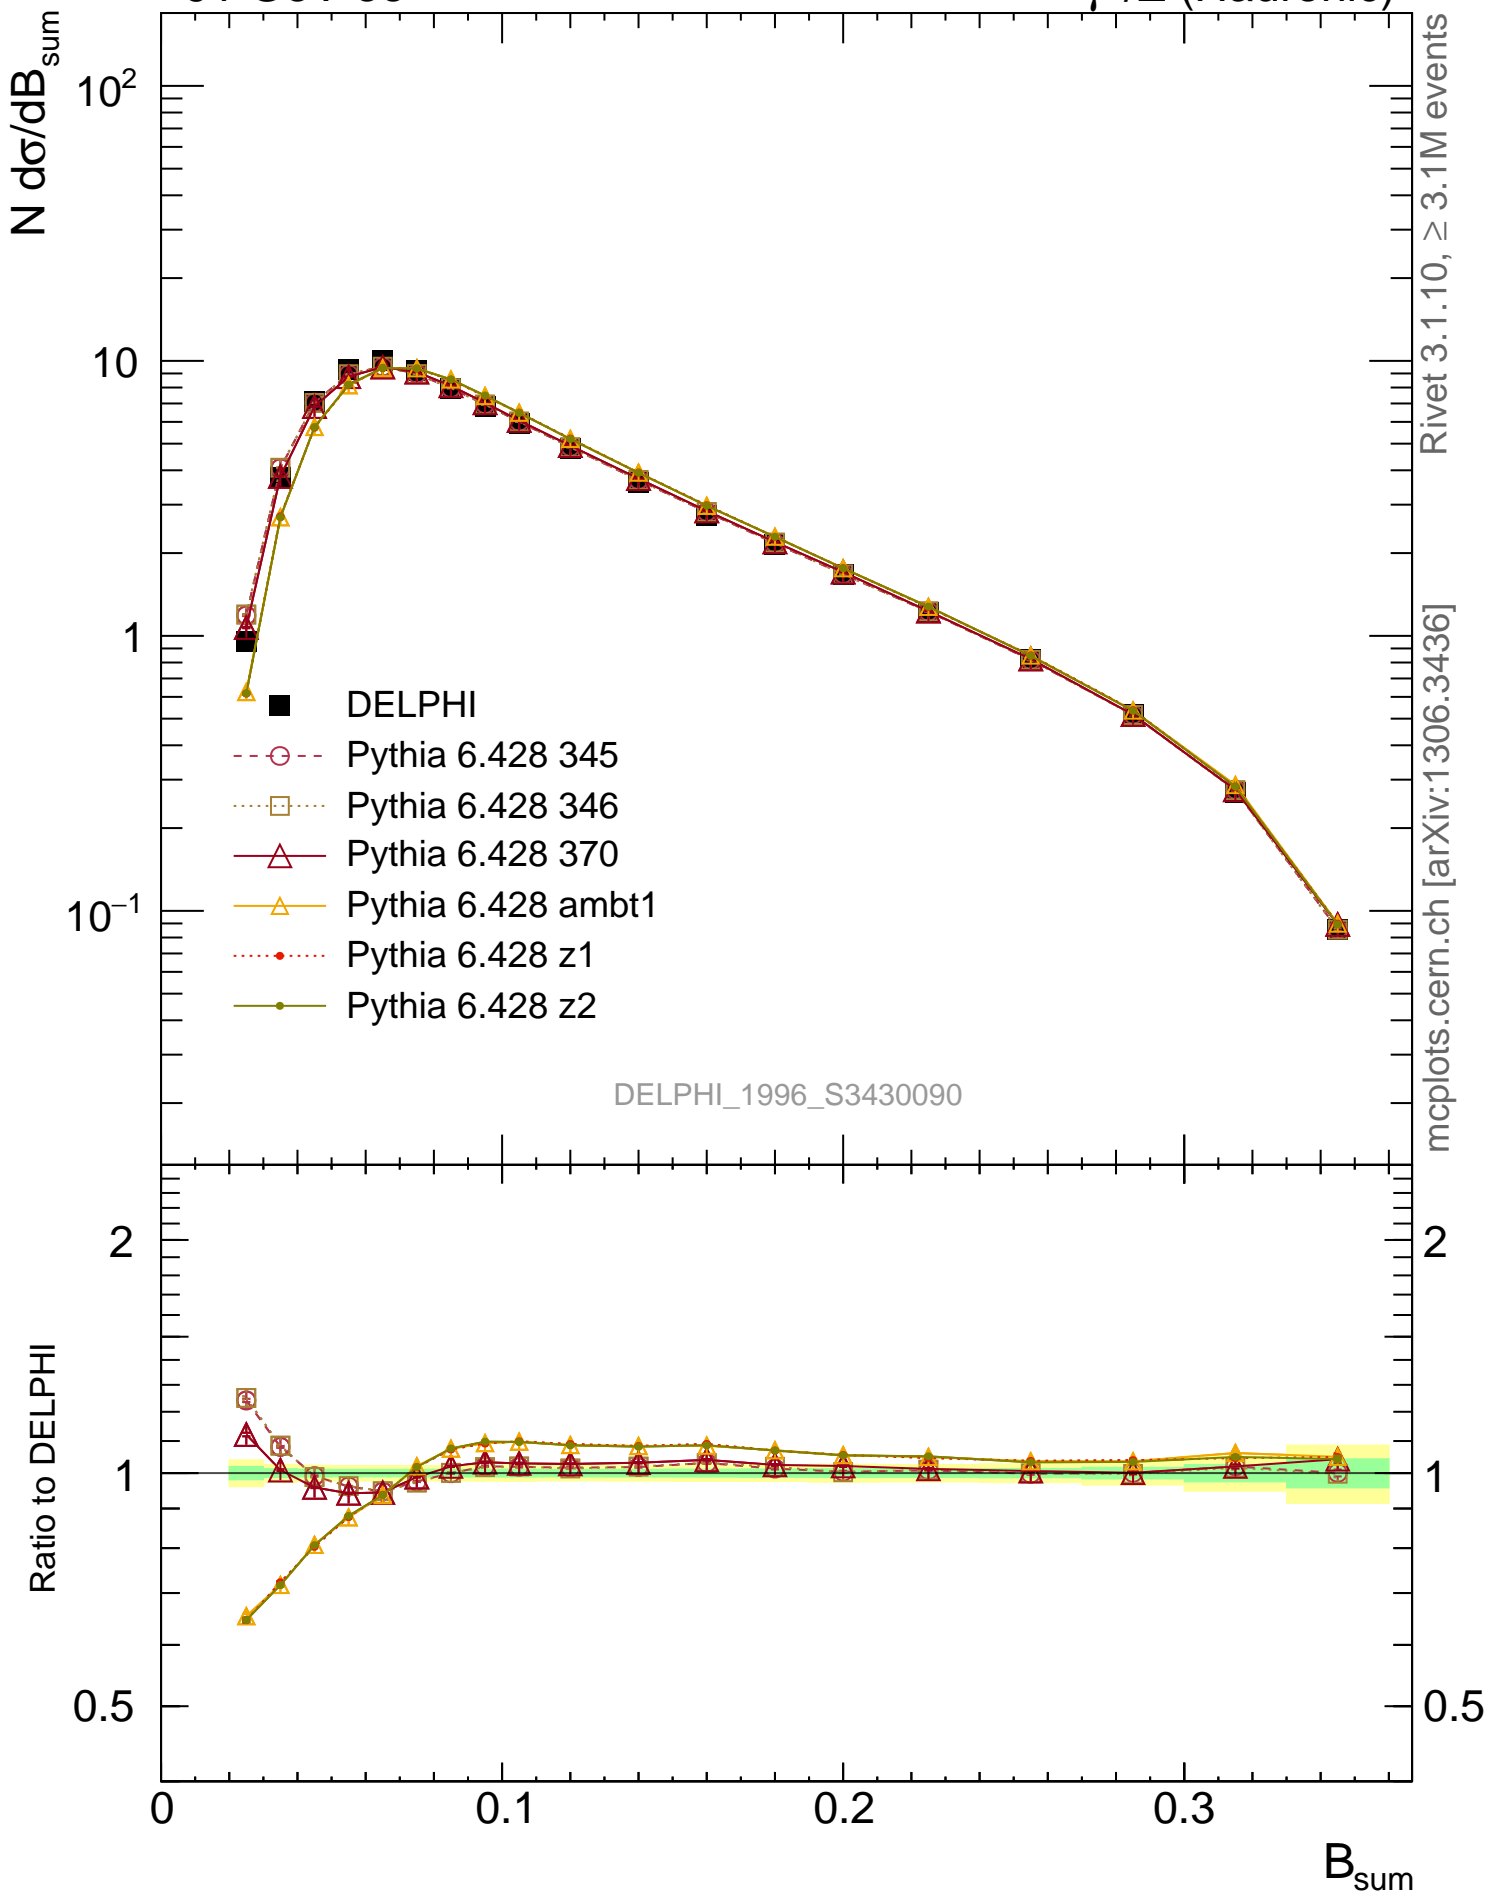 N dσ/dB_sum
10²
10
1
10⁻¹
DELPHI
Pythia 6.428 345
Pythia 6.428 346
Pythia 6.428 370
Pythia 6.428 ambt1
Pythia 6.428 z1
Pythia 6.428 z2
DELPHI_1996_S3430090
Rivet 3.1.10, ≥ 3.1M events
mcplots.cern.ch [arXiv:1306.3436]
Ratio to DELPHI
2
1
0.5
2
1
0.5
0 0.1 0.2 0.3
B_sum